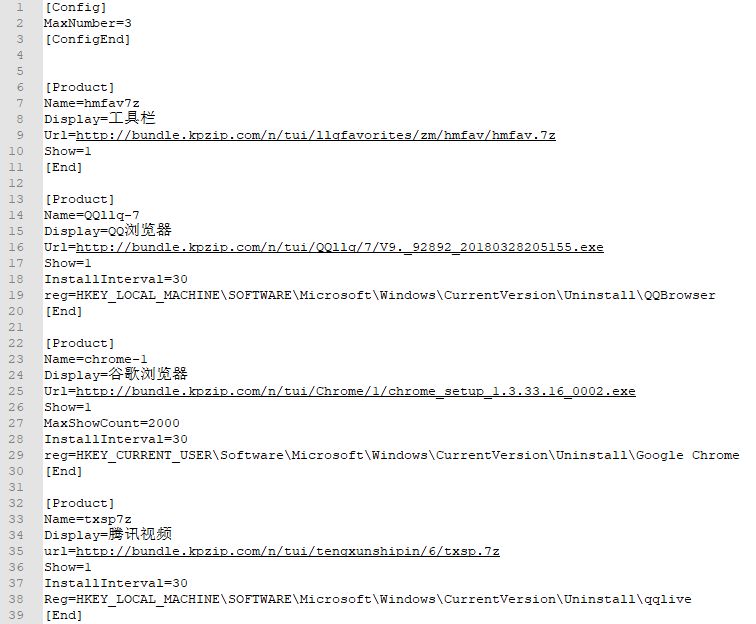 1 [Config]
2 MaxNumber=3
3 [ConfigEnd]
4
5
6 [Product]
7 Name=hmfav7z
8 Display=工具栏
9 Url=http://bundle.kpzip.com/n/tui/llqfavorites/zm/hmfav/hmfav.7z
10 Show=1
11 [End]
12
13 [Product]
14 Name=QQllq-7
15 Display=QQ浏览器
16 Url=http://bundle.kpzip.com/n/tui/QQllq/7/V9._92892_20180328205155.exe
17 Show=1
18 InstallInterval=30
19 reg=HKEY_LOCAL_MACHINE\SOFTWARE\Microsoft\Windows\CurrentVersion\Uninstall\QQBrowser
20 [End]
21
22 [Product]
23 Name=chrome-1
24 Display=谷歌浏览器
25 Url=http://bundle.kpzip.com/n/tui/Chrome/1/chrome_setup_1.3.33.16_0002.exe
26 Show=1
27 MaxShowCount=2000
28 InstallInterval=30
29 reg=HKEY_CURRENT_USER\Software\Microsoft\Windows\CurrentVersion\Uninstall\Google Chrome
30 [End]
31
32 [Product]
33 Name=txsp7z
34 Display=腾讯视频
35 url=http://bundle.kpzip.com/n/tui/tengxunshipin/6/txsp.7z
36 Show=1
37 InstallInterval=30
38 Reg=HKEY_LOCAL_MACHINE\SOFTWARE\Microsoft\Windows\CurrentVersion\Uninstall\qqlive
39 [End]